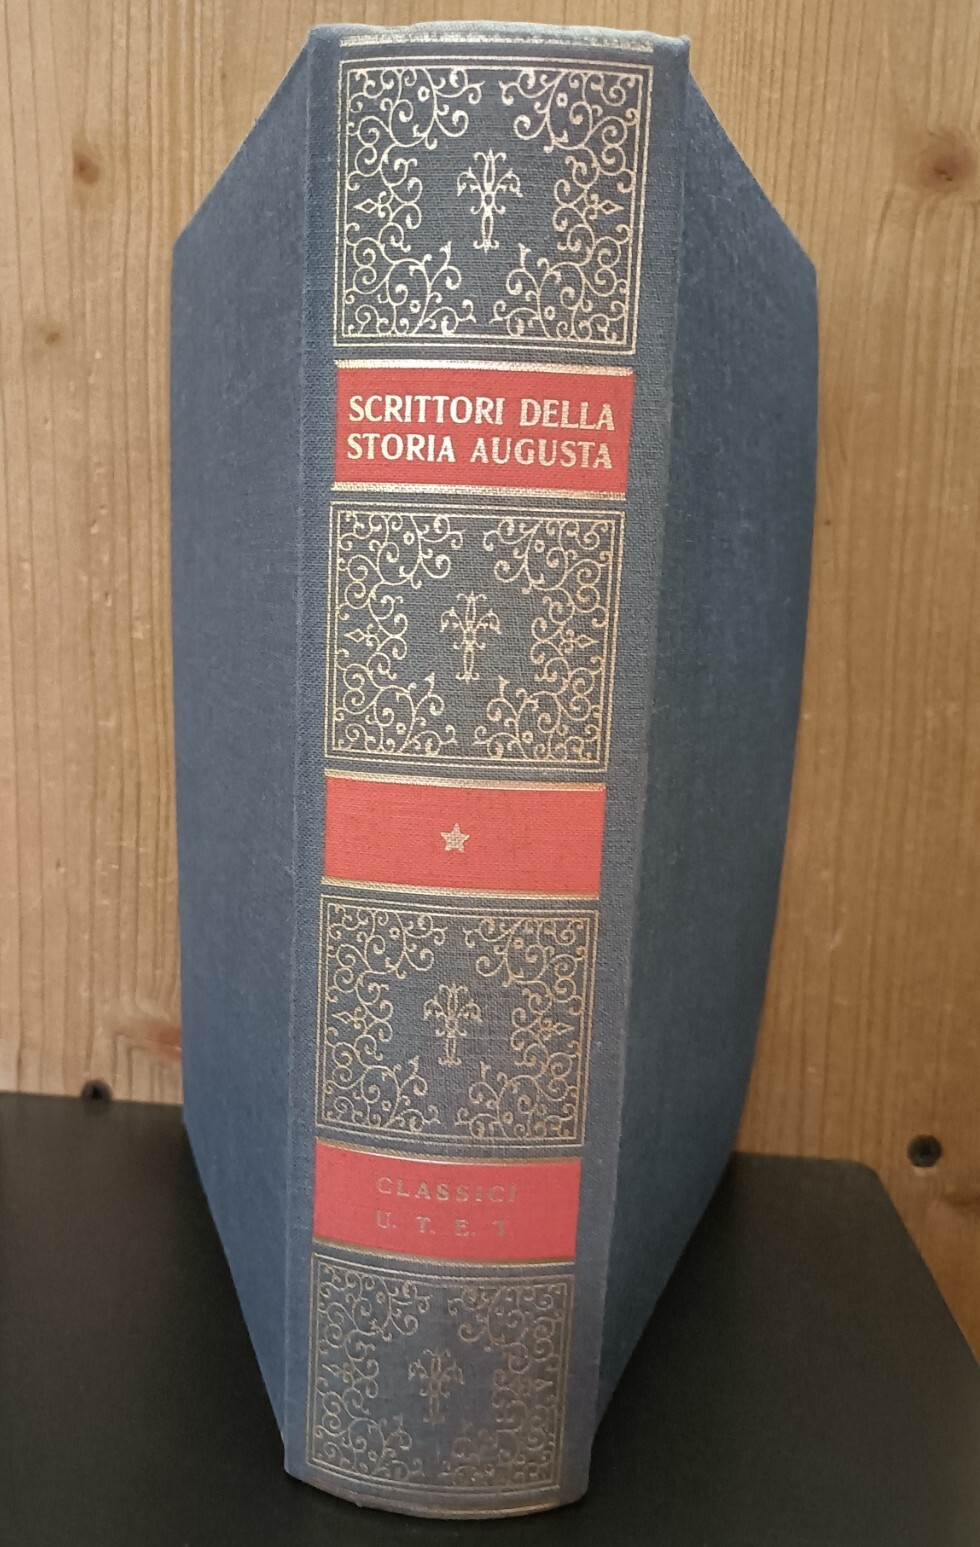 SCRITTORI DELLA
STORIA AUGUSTA
CLASSICI
U. T. E. T.